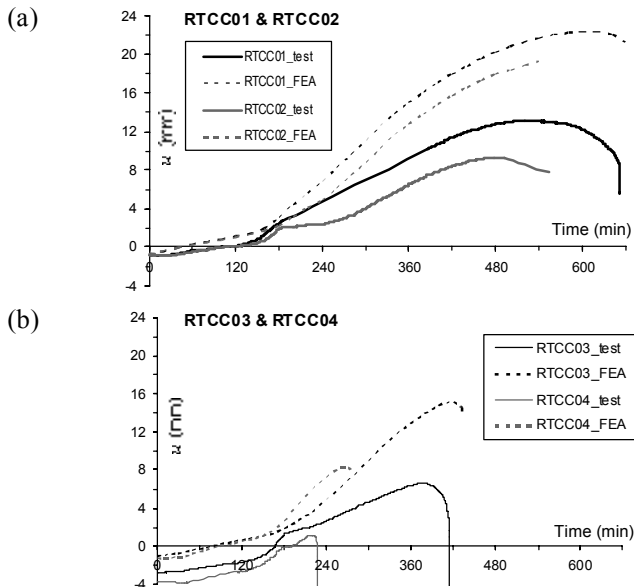 (a)
RTCC01 & RTCC02
24
20
16
12
8
4
0
-4
RTCC01_test
RTCC01_FEA
RTCC02_test
RTCC02_FEA
Time (min)
0 120 240 360 480 600
(b)
RTCC03 & RTCC04
24
20
16
12
8
4
0
-4
RTCC03_test
RTCC03_FEA
RTCC04_test
RTCC04_FEA
Time (min)
0 120 240 360 480 600